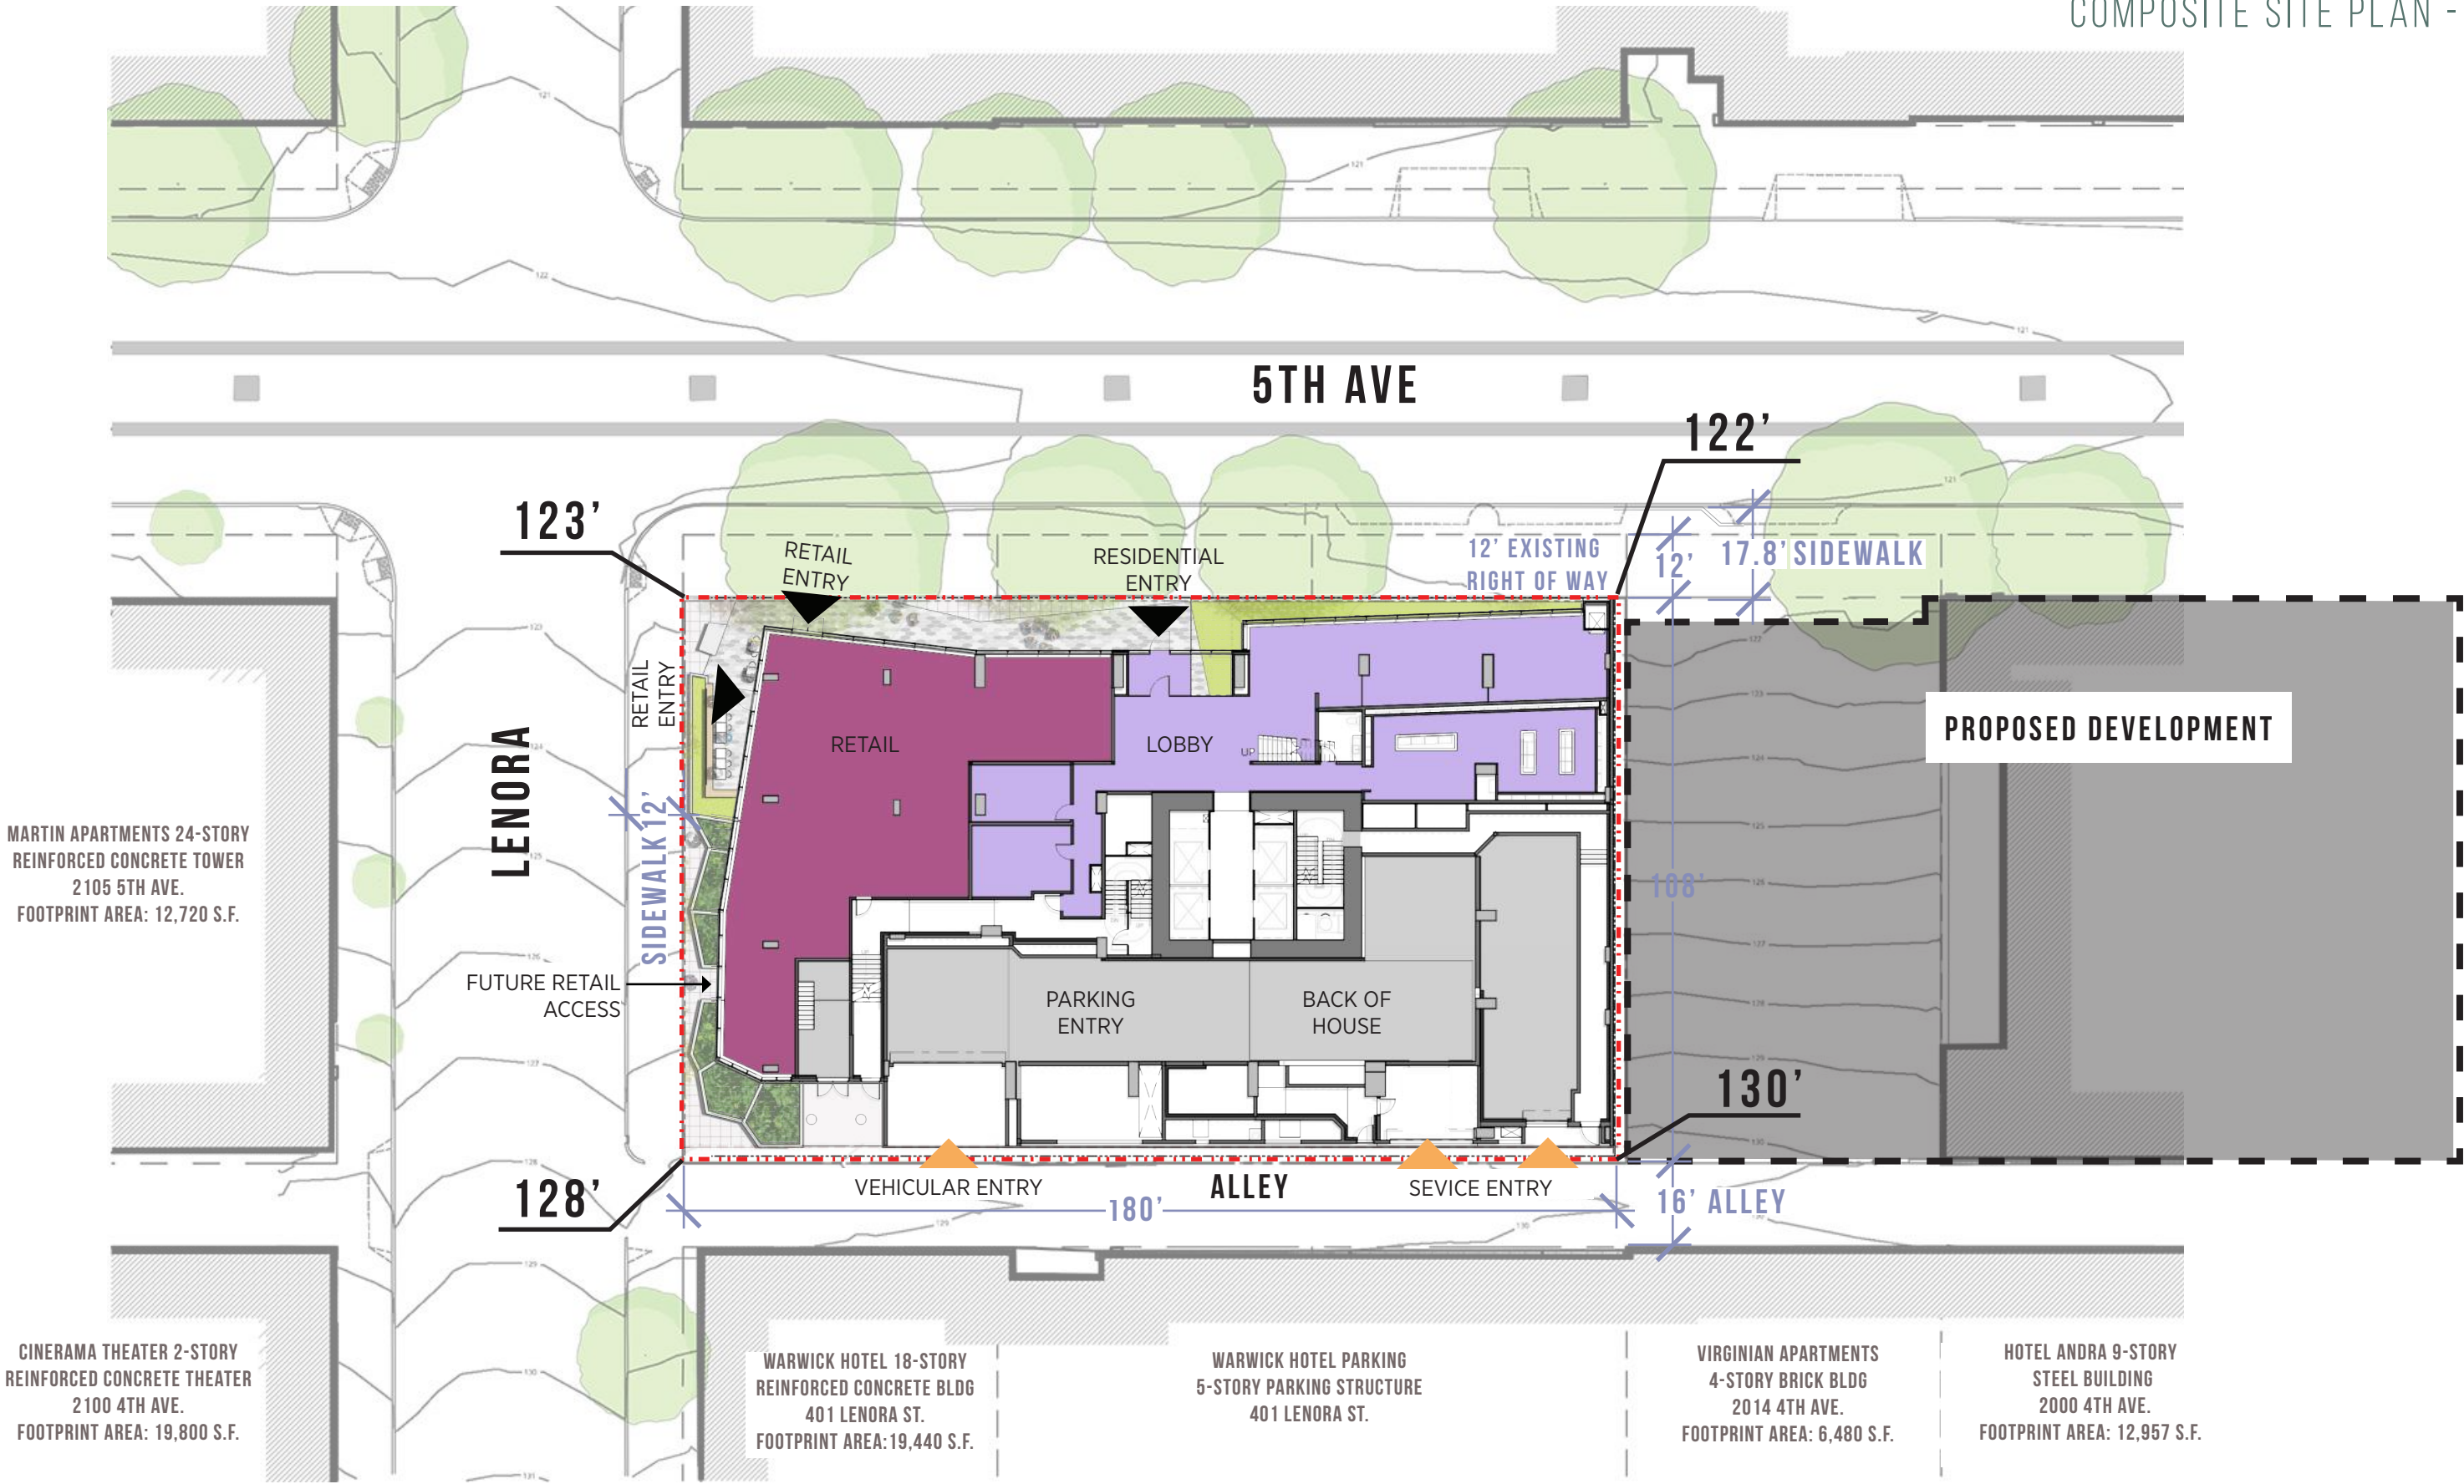 COMPOSITE SITE PLAN -
5TH AVE
122'
123'
12' EXISTING
RIGHT OF WAY
12'
17.8' SIDEWALK
RETAIL
ENTRY
RESIDENTIAL
ENTRY
RETAIL
ENTRY
LENORA
SIDEWALK 12'
RETAIL
LOBBY
UP
PROPOSED DEVELOPMENT
MARTIN APARTMENTS 24-STORY
REINFORCED CONCRETE TOWER
2105 5TH AVE.
FOOTPRINT AREA: 12,720 S.F.
108'
FUTURE RETAIL
ACCESS
PARKING
ENTRY
BACK OF
HOUSE
130'
128'
VEHICULAR ENTRY
ALLEY
SEVICE ENTRY
180'
16' ALLEY
CINERAMA THEATER 2-STORY
REINFORCED CONCRETE THEATER
2100 4TH AVE.
FOOTPRINT AREA: 19,800 S.F.
WARWICK HOTEL 18-STORY
REINFORCED CONCRETE BLDG
401 LENORA ST.
FOOTPRINT AREA:19,440 S.F.
WARWICK HOTEL PARKING
5-STORY PARKING STRUCTURE
401 LENORA ST.
VIRGINIAN APARTMENTS
4-STORY BRICK BLDG
2014 4TH AVE.
FOOTPRINT AREA: 6,480 S.F.
HOTEL ANDRA 9-STORY
STEEL BUILDING
2000 4TH AVE.
FOOTPRINT AREA: 12,957 S.F.